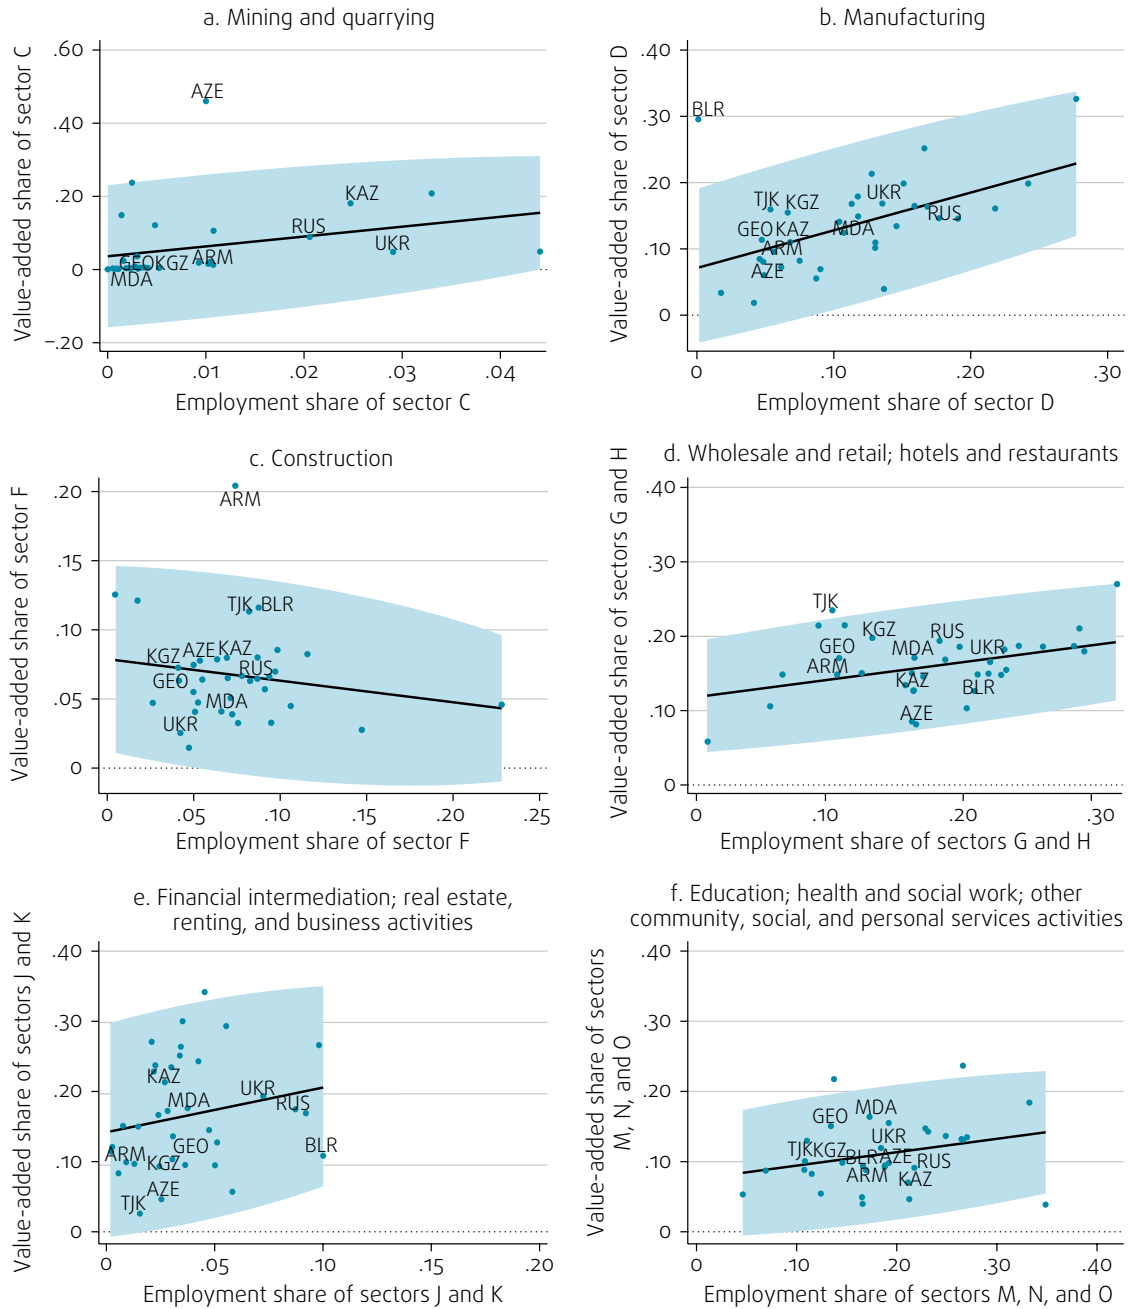 a. Mining and quarrying
Value-added share of sector C
.60
.40
.20
0
–.20
AZE
KAZ
RUS
UKR
ARM
GEO KGZ
MDA
0 .01 .02 .03 .04
Employment share of sector C
b. Manufacturing
Value-added share of sector D
.40
.30
.20
.10
0
BLR
UKR
TJK KGZ
RUS
GEO KAZ MDA
ARM
AZE
0 .10 .20 .30
Employment share of sector D
c. Construction
Value-added share of sector F
.20
.15
.10
.05
0
ARM
TJK BLR
KGZ AZE KAZ
RUS
GEO
MDA
UKR
0 .05 .10 .15 .20 .25
Employment share of sector F
d. Wholesale and retail; hotels and restaurants
Value-added share of sectors G and H
.40
.30
.20
.10
0
TJK
KGZ RUS
GEO MDA UKR
ARM
KAZ BLR
AZE
.10 .20 .30
Employment share of sectors G and H
e. Financial intermediation; real estate,
renting, and business activities
Value-added share of sectors J and K
.40
.30
.20
.10
0
KAZ
UKR
MDA RUS
GEO BLR
ARM
KGZ
AZE
TJK
0 .05 .10 .15 .20
Employment share of sectors J and K
f. Education; health and social work; other
community, social, and personal services activities
Value-added share of sectors
M, N, and O
.40
.30
.20
.10
0
MDA
GEO
UKR
TJK KGZ BLR AZE RUS
ARM KAZ
0 .10 .20 .30 .40
Employment share of sectors M, N, and O